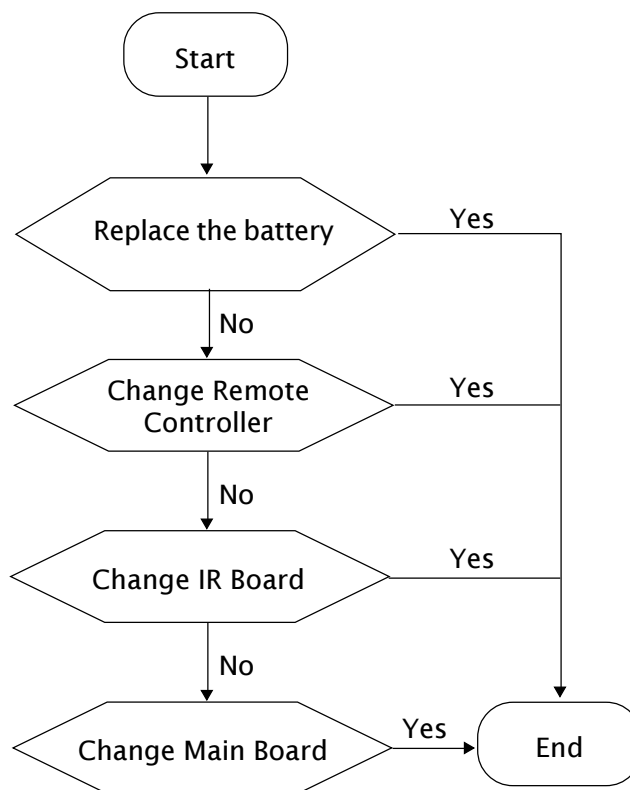 Start
Replace the battery
Yes
No
Change Remote
Controller
Yes
No
Change IR Board
Yes
No
Change Main Board
Yes
End